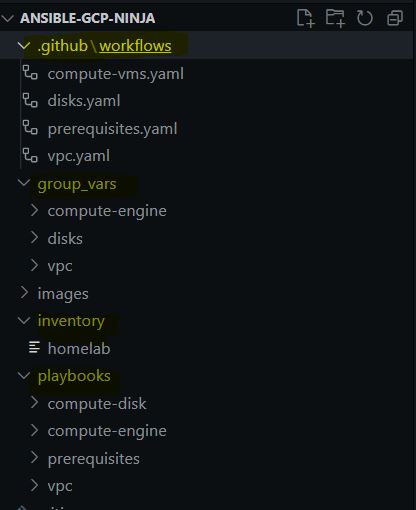 ANSIBLE-GCP-NINJA
.github\workflows
compute-vms.yaml
disks.yaml
prerequisites.yaml
vpc.yaml
group_vars
compute-engine
disks
vpc
images
inventory
homelab
playbooks
compute-disk
compute-engine
prerequisites
vpc